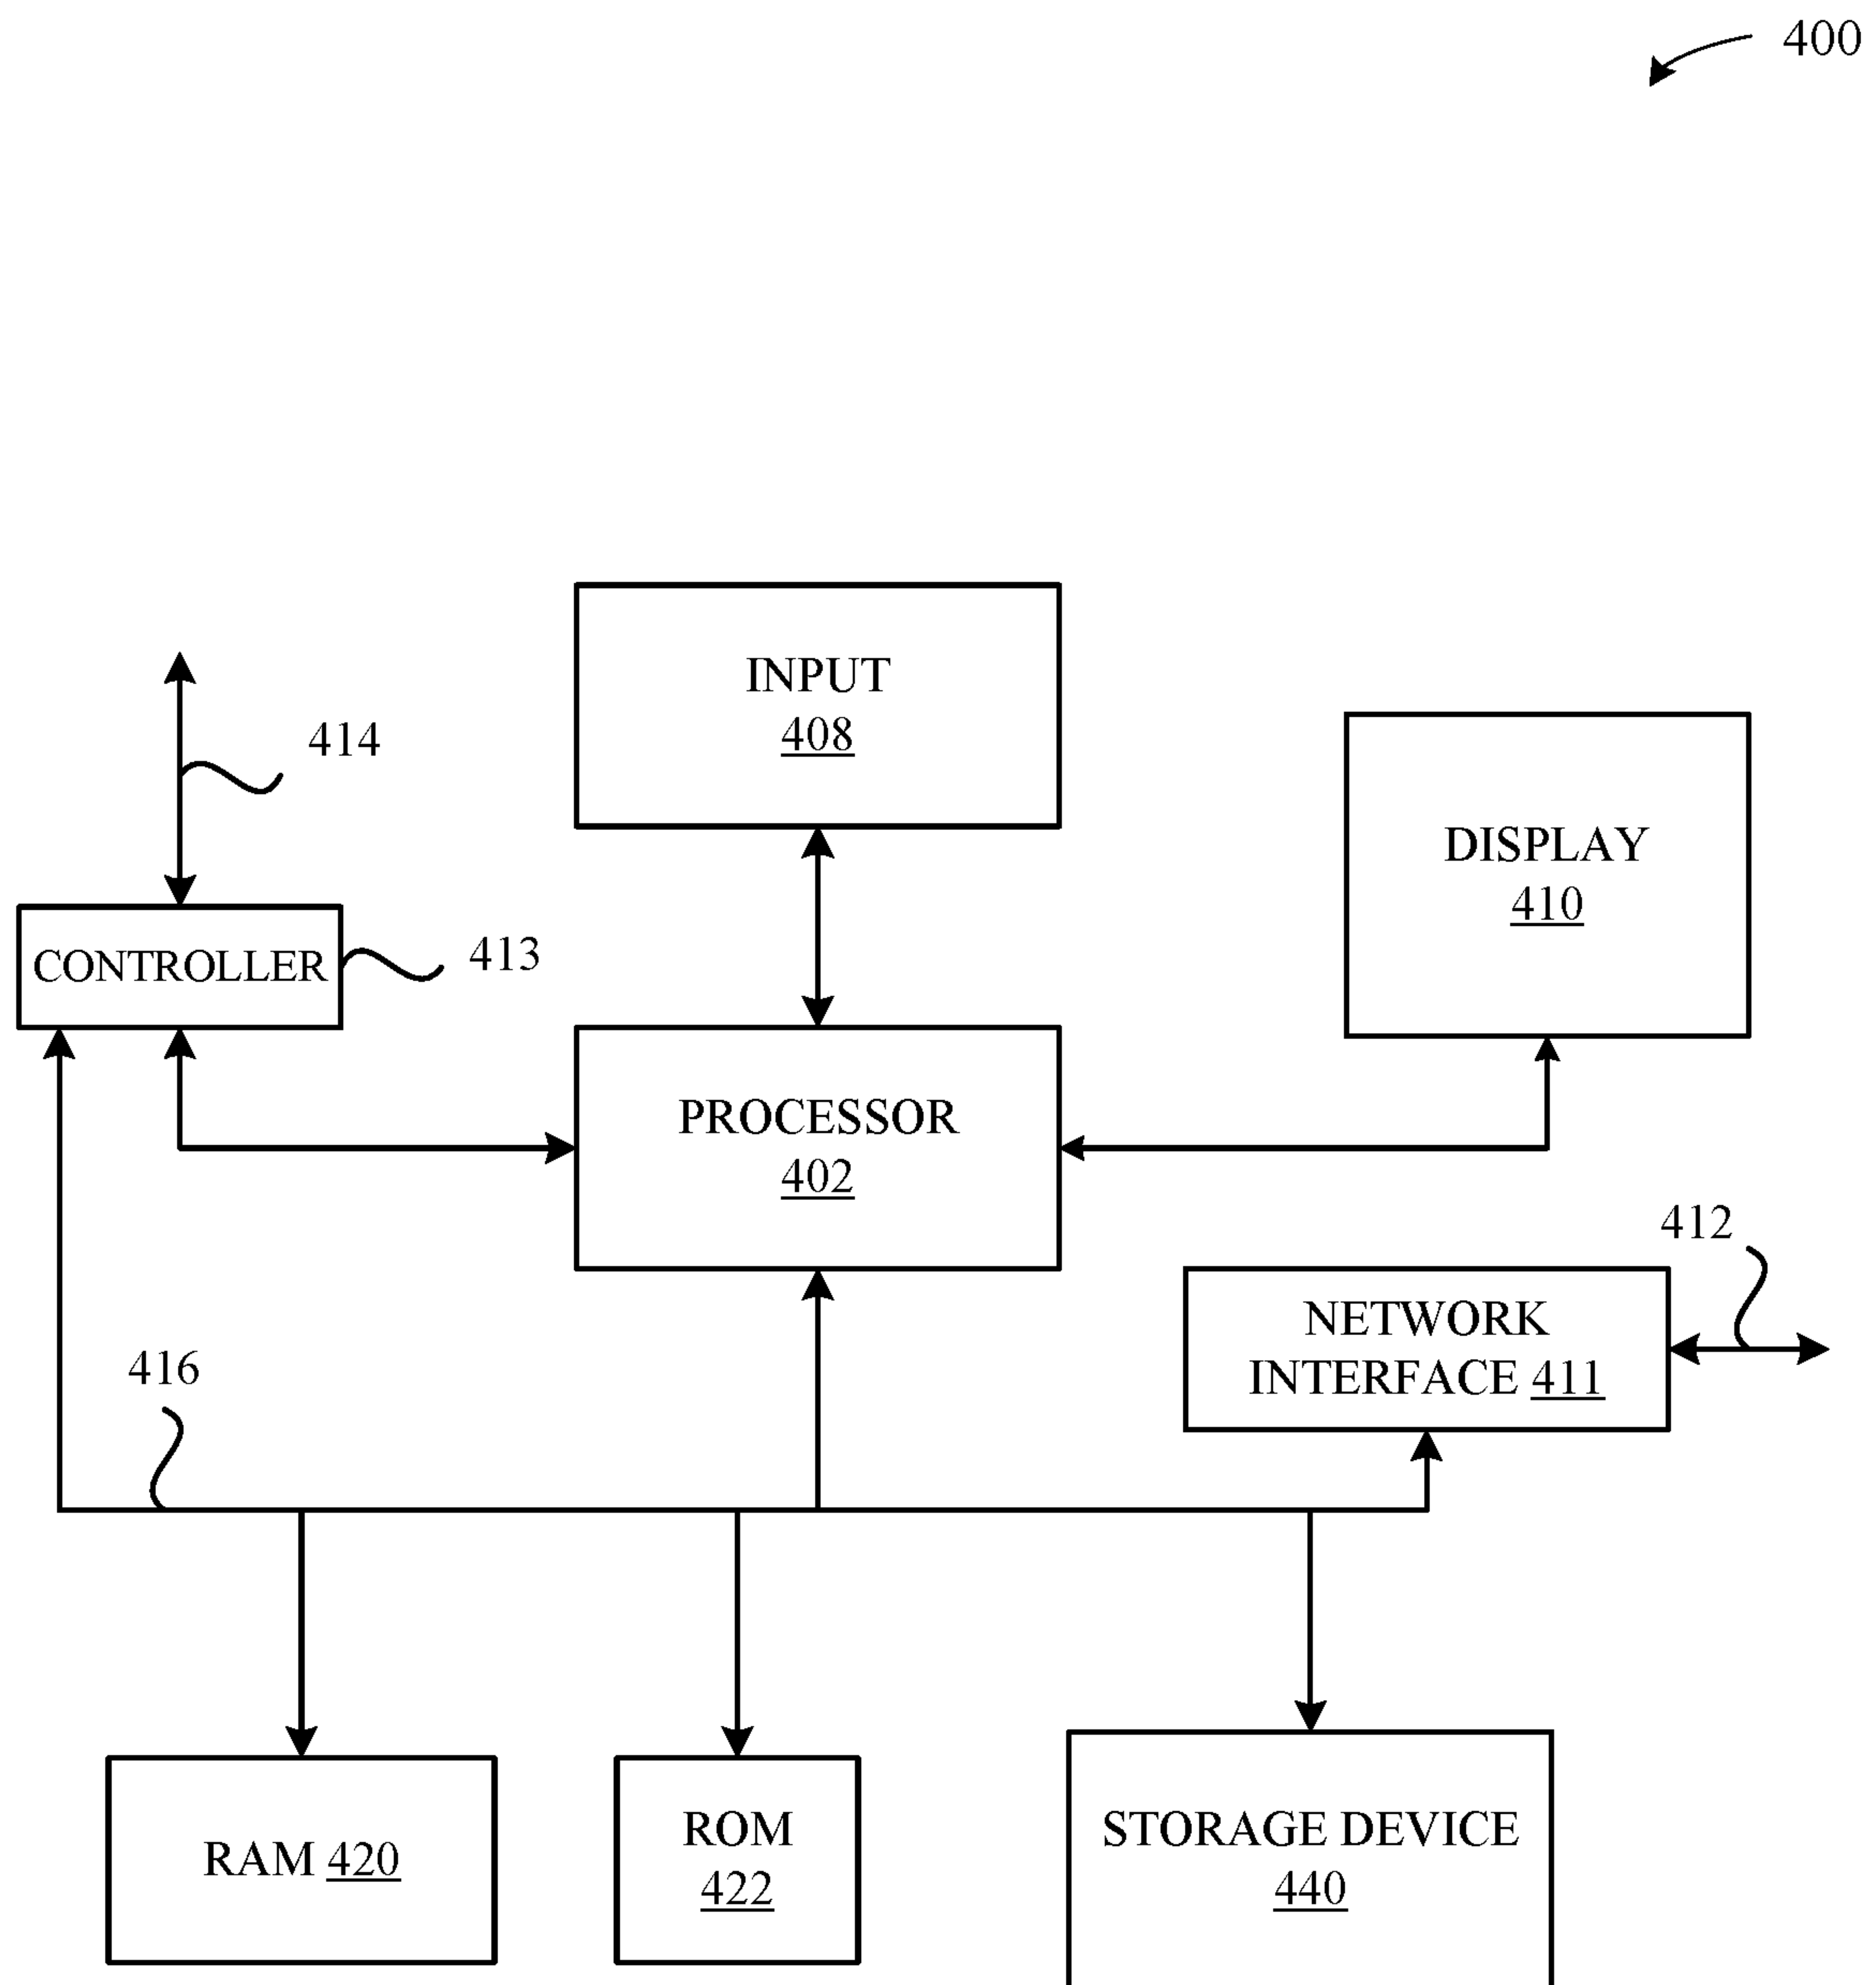 400
INPUT
408
414
DISPLAY
410
CONTROLLER
413
PROCESSOR
402
412
NETWORK
INTERFACE 411
416
RAM 420
ROM
422
STORAGE DEVICE
440